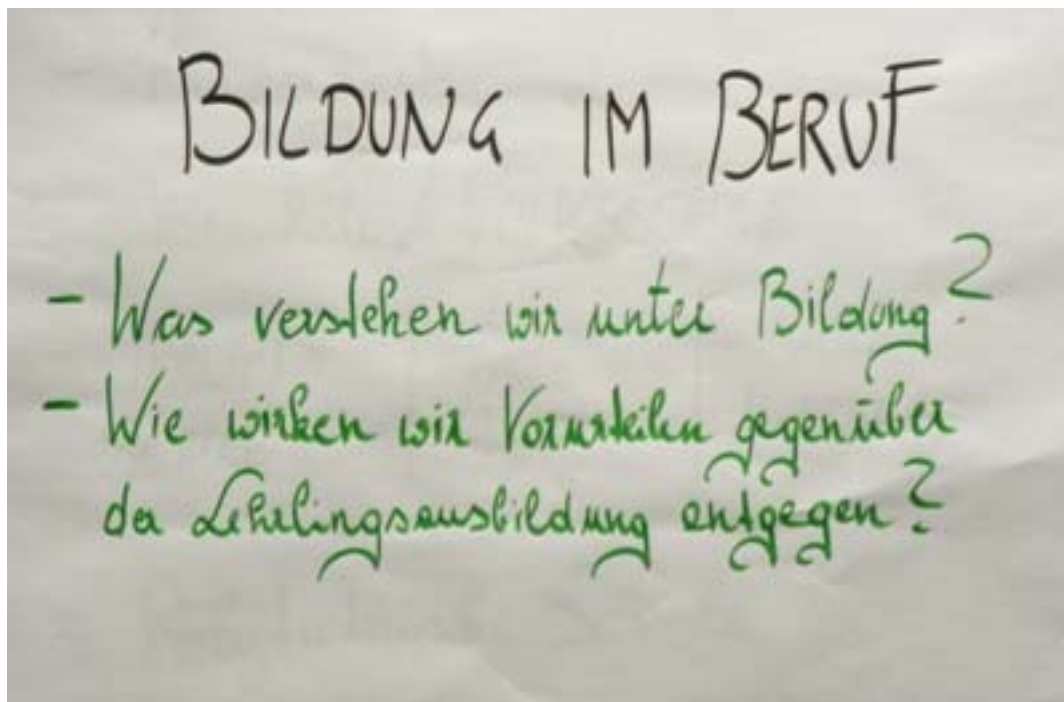 BILDUNG IM BERUF
- Was verstehen wir unter Bildung?
- Wie wirken wir Vorurteilen gegenüber
der Lehrlingsausbildung entgegen?